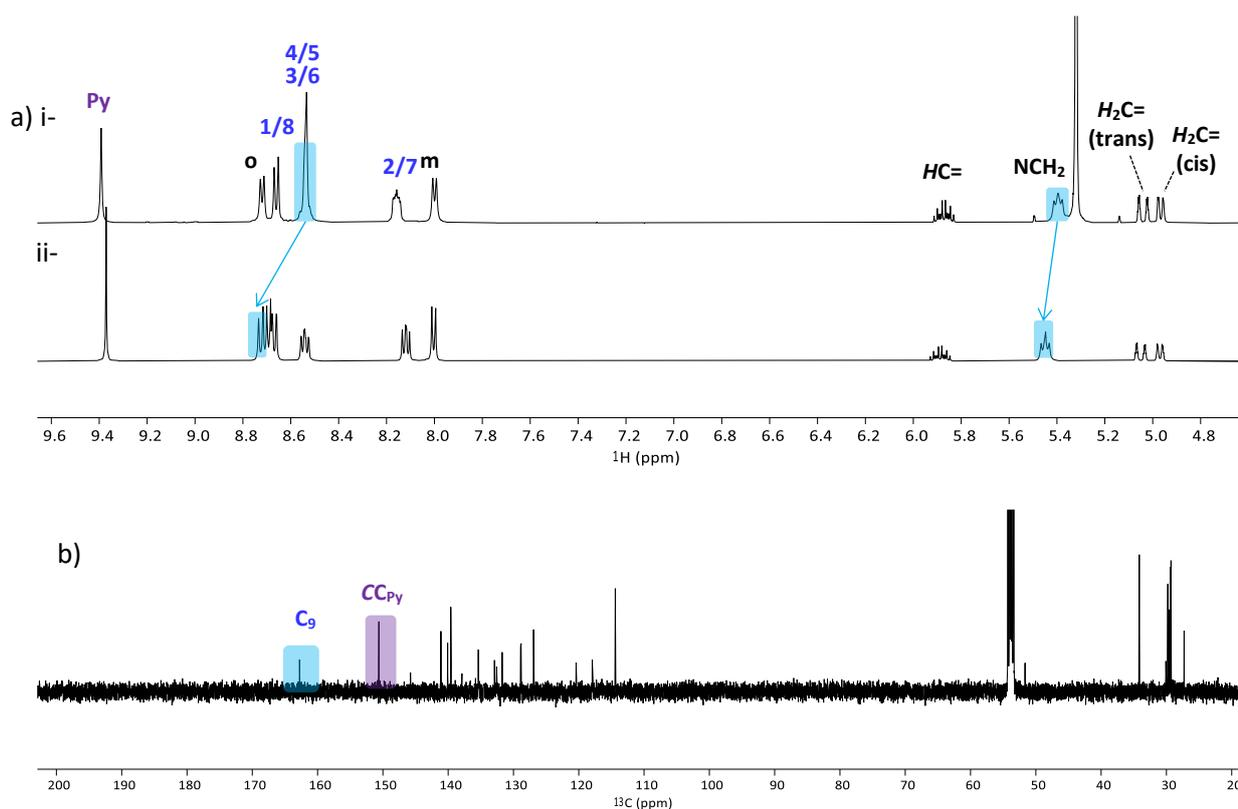 a) i-
Py
o
1/8
4/5
3/6
2/7
m
HC=
NCH₂
H₂C=
(trans)
H₂C=
(cis)
ii-
9.6 9.4 9.2 9.0 8.8 8.6 8.4 8.2 8.0 7.8 7.6 7.4 7.2 7.0 6.8 6.6 6.4 6.2 6.0 5.8 5.6 5.4 5.2 5.0 4.8
¹H (ppm)
b)
C₉
CC_Py
200 190 180 170 160 150 140 130 120 110 100 90 80 70 60 50 40 30 20
¹³C (ppm)